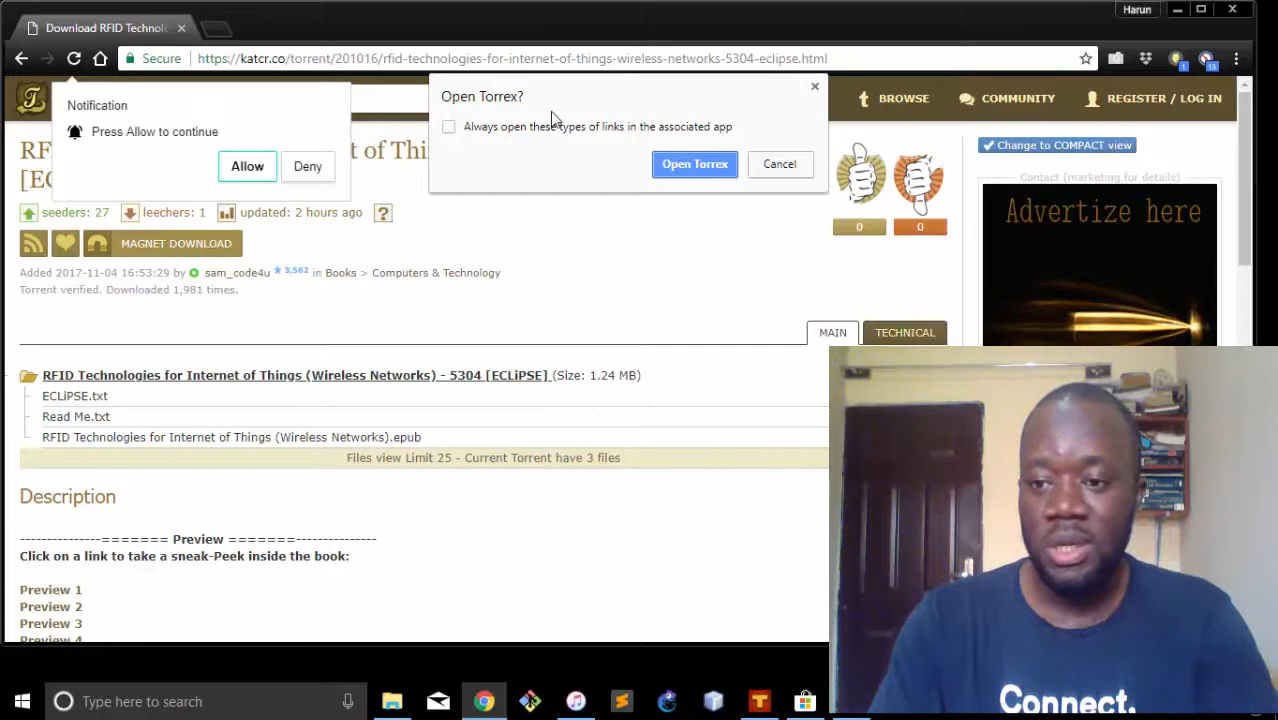 Harun
Download RFID Technol
Secure https://katcr.co/torrent/201016/rfid-technologies-for-internet-of-things-wireless-networks-5304-eclipse.html
Notification
Press Allow to continue
Allow Deny
Open Torrex?
Always open these types of links in the associated app
Open Torrex Cancel
BROWSE COMMUNITY REGISTER / LOG IN
RF t of Thi
[EC
Change to COMPACT view
Contact (marketing for details)
Advertize here
seeders: 27 leechers: 1 updated: 2 hours ago ?
0 0
MAGNET DOWNLOAD
Added 2017-11-04 16:53:29 by sam_code4u 3,562 in Books > Computers & Technology
Torrent verified. Downloaded 1,981 times.
MAIN TECHNICAL
RFID Technologies for Internet of Things (Wireless Networks) - 5304 [ECLiPSE] (Size: 1.24 MB)
ECLiPSE.txt
Read Me.txt
RFID Technologies for Internet of Things (Wireless Networks).epub
Files view Limit 25 - Current Torrent have 3 files
Description
---------------======= Preview =======---------------
Click on a link to take a sneak-Peek inside the book:
Preview 1
Preview 2
Preview 3
Preview 4
Connect.
Type here to search